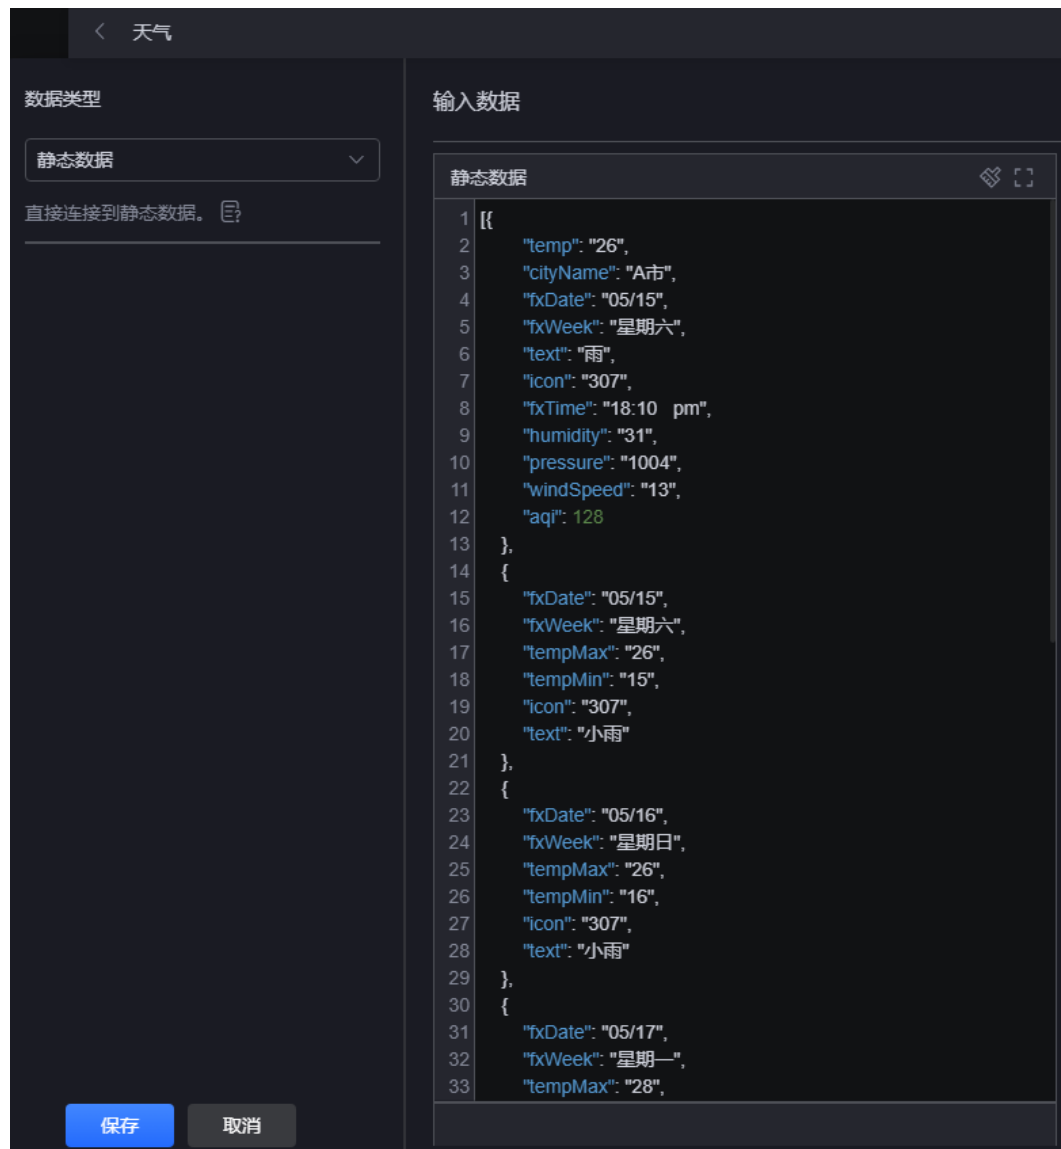 天气
数据类型
静态数据
直接连接到静态数据。
保存 取消
输入数据
静态数据
1 [{
2 "temp": "26",
3 "cityName": "A市",
4 "fxDate": "05/15",
5 "fxWeek": "星期六",
6 "text": "雨",
7 "icon": "307",
8 "fxTime": "18:10   pm",
9 "humidity": "31",
10 "pressure": "1004",
11 "windSpeed": "13",
12 "aqi": 128
13 },
14 {
15 "fxDate": "05/15",
16 "fxWeek": "星期六",
17 "tempMax": "26",
18 "tempMin": "15",
19 "icon": "307",
20 "text": "小雨"
21 },
22 {
23 "fxDate": "05/16",
24 "fxWeek": "星期日",
25 "tempMax": "26",
26 "tempMin": "16",
27 "icon": "307",
28 "text": "小雨"
29 },
30 {
31 "fxDate": "05/17",
32 "fxWeek": "星期一",
33 "tempMax": "28",